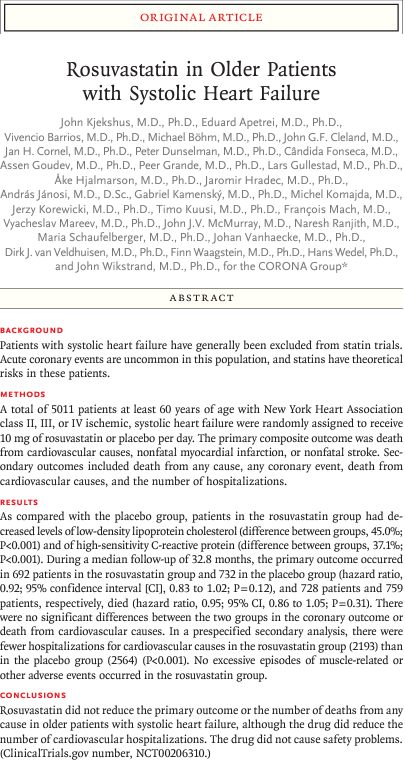 ORIGINAL ARTICLE
Rosuvastatin in Older Patients
with Systolic Heart Failure
John Kjekshus, M.D., Ph.D., Eduard Apetrei, M.D., Ph.D.,
Vivencio Barrios, M.D., Ph.D., Michael Böhm, M.D., Ph.D., John G.F. Cleland, M.D.,
Jan H. Cornel, M.D., Ph.D., Peter Dunselman, M.D., Ph.D., Cândida Fonseca, M.D.,
Assen Goudev, M.D., Ph.D., Peer Grande, M.D., Ph.D., Lars Gullestad, M.D., Ph.D.,
Åke Hjalmarson, M.D., Ph.D., Jaromir Hradec, M.D., Ph.D.,
András Jánosi, M.D., D.Sc., Gabriel Kamenský, M.D., Ph.D., Michel Komajda, M.D.,
Jerzy Korewicki, M.D., Ph.D., Timo Kuusi, M.D., Ph.D., François Mach, M.D.,
Vyacheslav Mareev, M.D., Ph.D., John J.V. McMurray, M.D., Naresh Ranjith, M.D.,
Maria Schaufelberger, M.D., Ph.D., Johan Vanhaecke, M.D., Ph.D.,
Dirk J. van Veldhuisen, M.D., Ph.D., Finn Waagstein, M.D., Ph.D., Hans Wedel, Ph.D.,
and John Wikstrand, M.D., Ph.D., for the CORONA Group*
ABSTRACT
BACKGROUND
Patients with systolic heart failure have generally been excluded from statin trials.
Acute coronary events are uncommon in this population, and statins have theoretical
risks in these patients.
METHODS
A total of 5011 patients at least 60 years of age with New York Heart Association
class II, III, or IV ischemic, systolic heart failure were randomly assigned to receive
10 mg of rosuvastatin or placebo per day. The primary composite outcome was death
from cardiovascular causes, nonfatal myocardial infarction, or nonfatal stroke. Sec-
ondary outcomes included death from any cause, any coronary event, death from
cardiovascular causes, and the number of hospitalizations.
RESULTS
As compared with the placebo group, patients in the rosuvastatin group had de-
creased levels of low-density lipoprotein cholesterol (difference between groups, 45.0%;
P<0.001) and of high-sensitivity C-reactive protein (difference between groups, 37.1%;
P<0.001). During a median follow-up of 32.8 months, the primary outcome occurred
in 692 patients in the rosuvastatin group and 732 in the placebo group (hazard ratio,
0.92; 95% confidence interval [CI], 0.83 to 1.02; P=0.12), and 728 patients and 759
patients, respectively, died (hazard ratio, 0.95; 95% CI, 0.86 to 1.05; P=0.31). There
were no significant differences between the two groups in the coronary outcome or
death from cardiovascular causes. In a prespecified secondary analysis, there were
fewer hospitalizations for cardiovascular causes in the rosuvastatin group (2193) than
in the placebo group (2564) (P<0.001). No excessive episodes of muscle-related or
other adverse events occurred in the rosuvastatin group.
CONCLUSIONS
Rosuvastatin did not reduce the primary outcome or the number of deaths from any
cause in older patients with systolic heart failure, although the drug did reduce the
number of cardiovascular hospitalizations. The drug did not cause safety problems.
(ClinicalTrials.gov number, NCT00206310.)